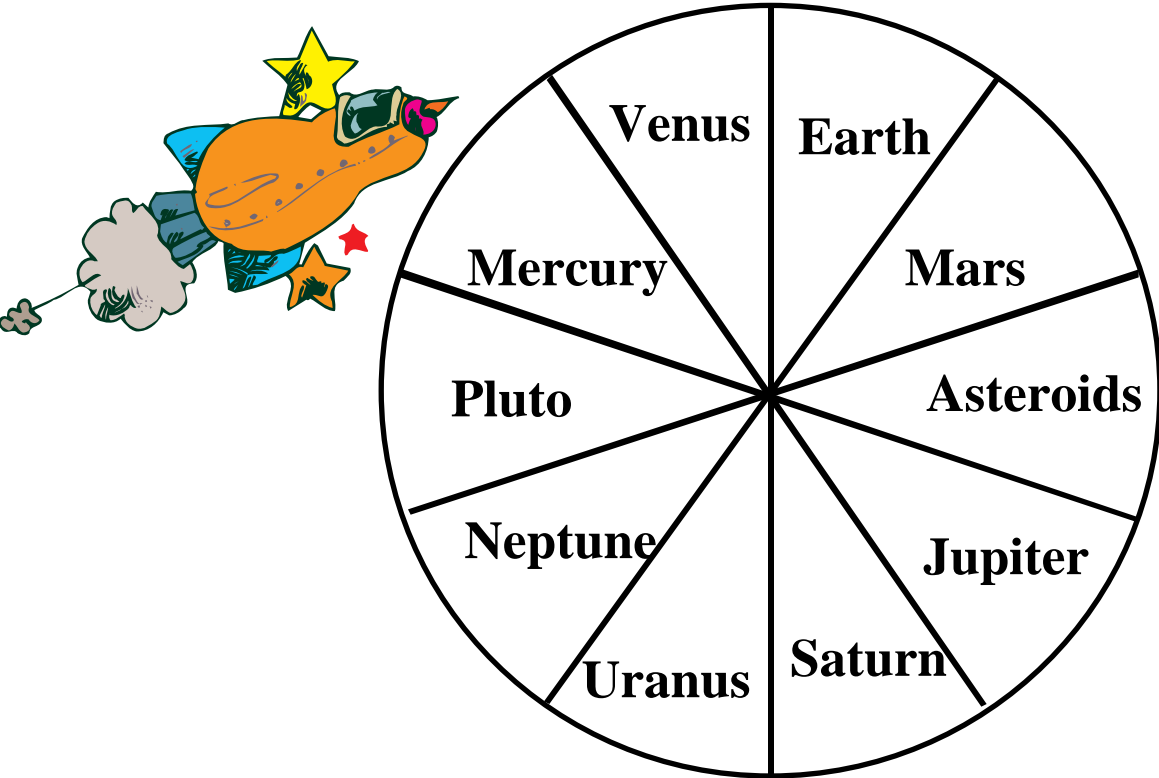 Venus
Earth
Mercury
Mars
Pluto
Asteroids
Neptune
Jupiter
Uranus
Saturn